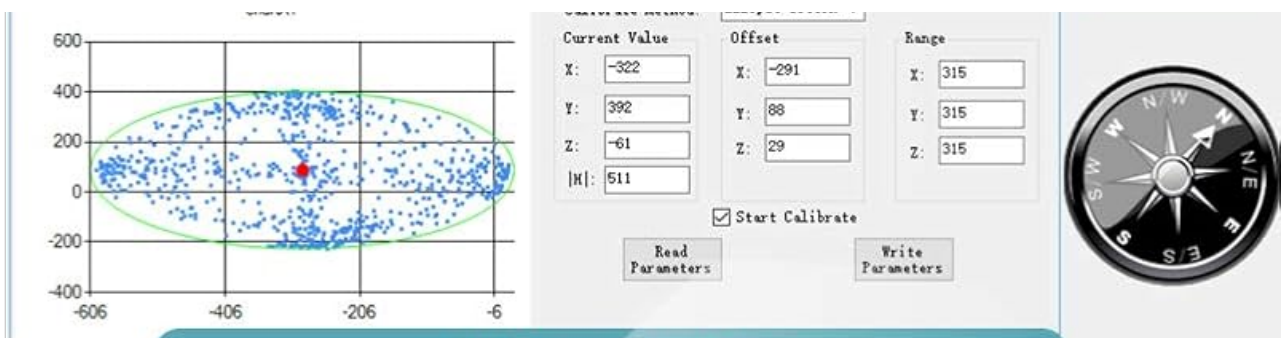 600
400
200
0
-200
-400
-606 -406 -206 -6
Current Value
X: -322
Y: 392
Z: -61
|H|: 511
Offset
X: -291
Y: 88
Z: 29
Range
X: 315
Y: 315
Z: 315
Start Calibrate
Read
Parameters
Write
Parameters
N/W
N
N/E
E
E/S
S
S/W
W